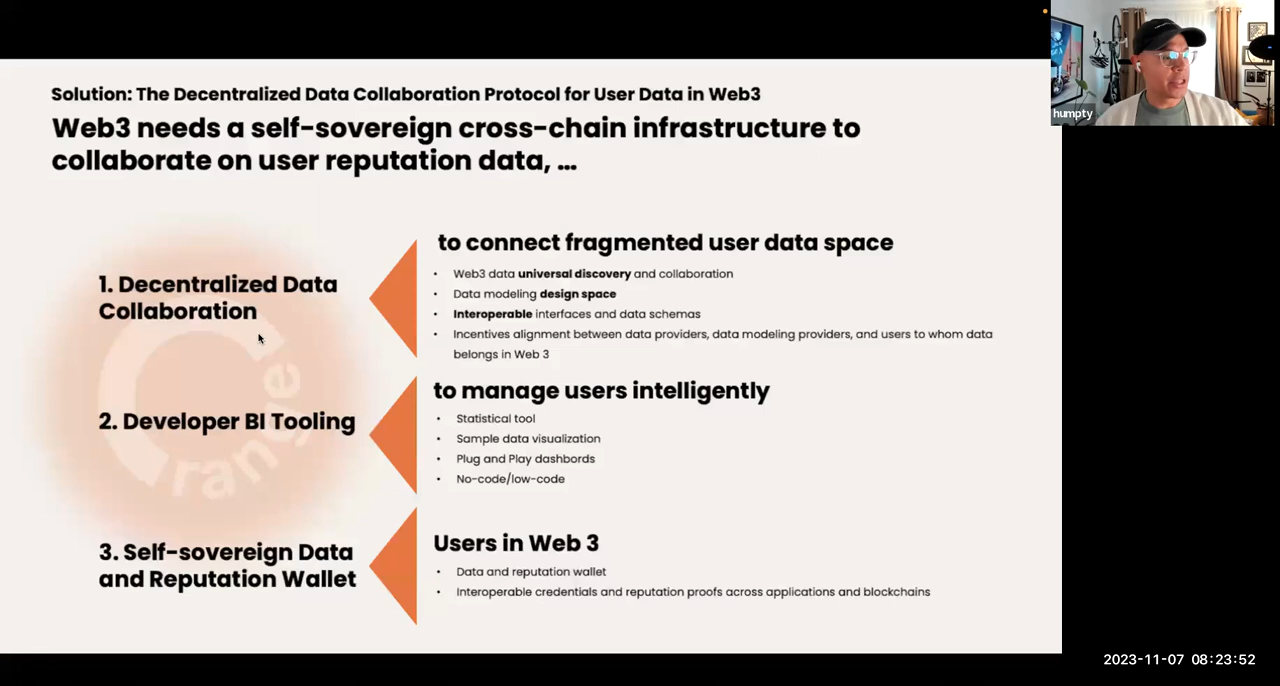 humpty
Solution: The Decentralized Data Collaboration Protocol for User Data in Web3
Web3 needs a self-sovereign cross-chain infrastructure to
collaborate on user reputation data, ...
1. Decentralized Data
Collaboration
to connect fragmented user data space
• Web3 data universal discovery and collaboration
• Data modeling design space
• Interoperable interfaces and data schemas
• Incentives alignment between data providers, data modeling providers, and users to whom data
belongs in Web 3
range
2. Developer BI Tooling
to manage users intelligently
• Statistical tool
• Sample data visualization
• Plug and Play dashbords
• No-code/low-code
3. Self-sovereign Data
and Reputation Wallet
Users in Web 3
• Data and reputation wallet
• Interoperable credentials and reputation proofs across applications and blockchains
2023-11-07 08:23:52